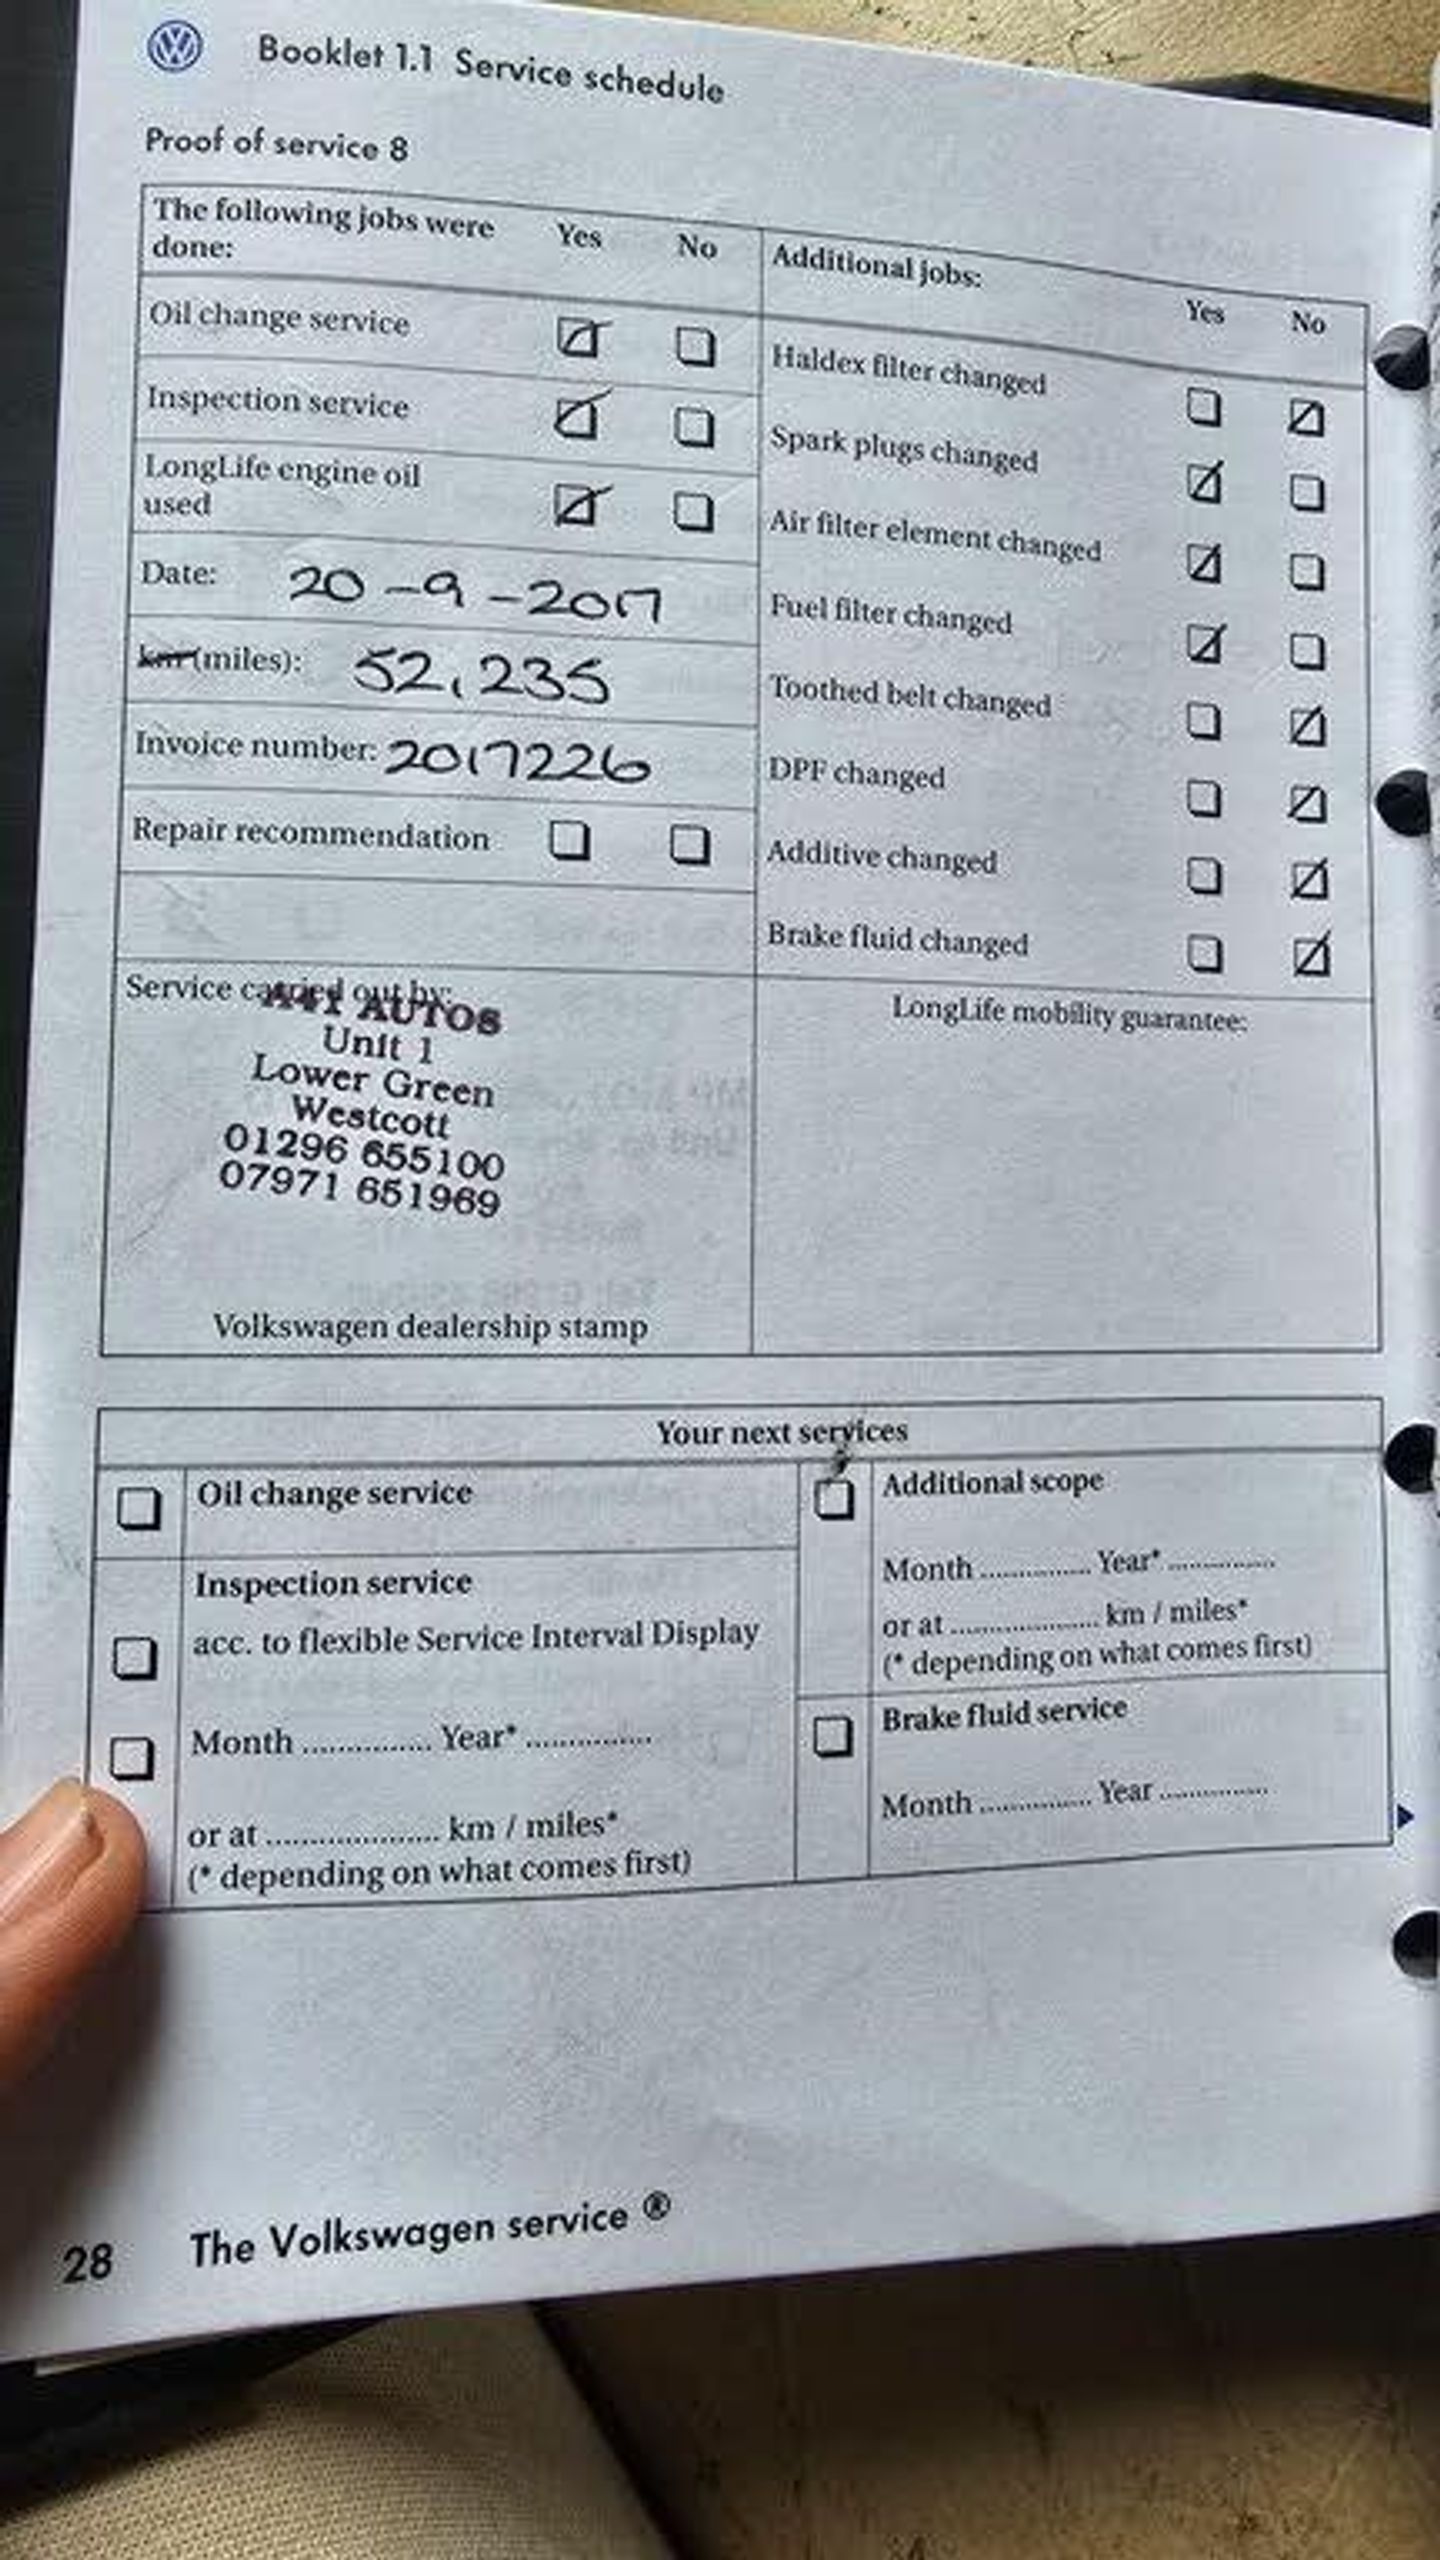 Booklet 1.1 Service schedule
Proof of service 8
The following jobs were done:
Yes No
Oil change service
Inspection service
LongLife engine oil used
Date: 20-9-2017
km (miles): 52,235
Invoice number: 2017226
Repair recommendation
Additional jobs:
Yes No
Haldex filter changed
Spark plugs changed
Air filter element changed
Fuel filter changed
Toothed belt changed
DPF changed
Additive changed
Brake fluid changed
Service carried out by:
A41 AUTOS
Unit 1
Lower Green
Westcott
01296 655100
07971 651969
Volkswagen dealership stamp
LongLife mobility guarantee:
Your next services
Oil change service
Inspection service
acc. to flexible Service Interval Display
Month ............... Year* ...............
or at ..................... km / miles*
(* depending on what comes first)
Additional scope
Month ............... Year* ...............
or at ..................... km / miles*
(* depending on what comes first)
Brake fluid service
Month ............... Year ...............
28 The Volkswagen service ®